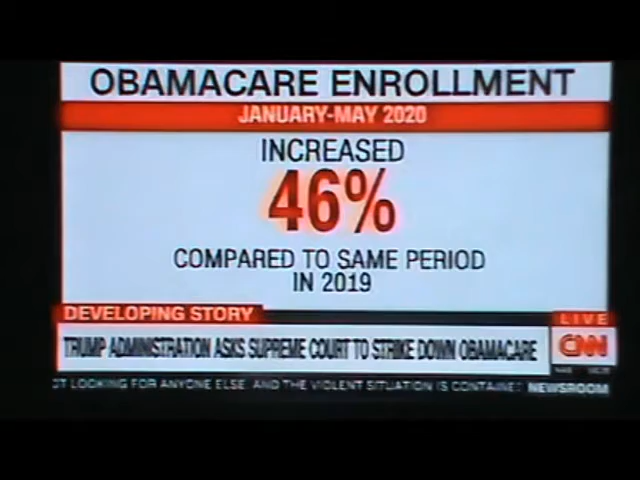 OBAMACARE ENROLLMENT
JANUARY-MAY 2020
INCREASED
46%
COMPARED TO SAME PERIOD
IN 2019
DEVELOPING STORY
LIVE
TRUMP ADMINISTRATION ASKS SUPREME COURT TO STRIKE DOWN OBAMACARE
CNN
LOOKING FOR ANYONE ELSE, AND THE VIOLENT SITUATION IS NEWSROOM